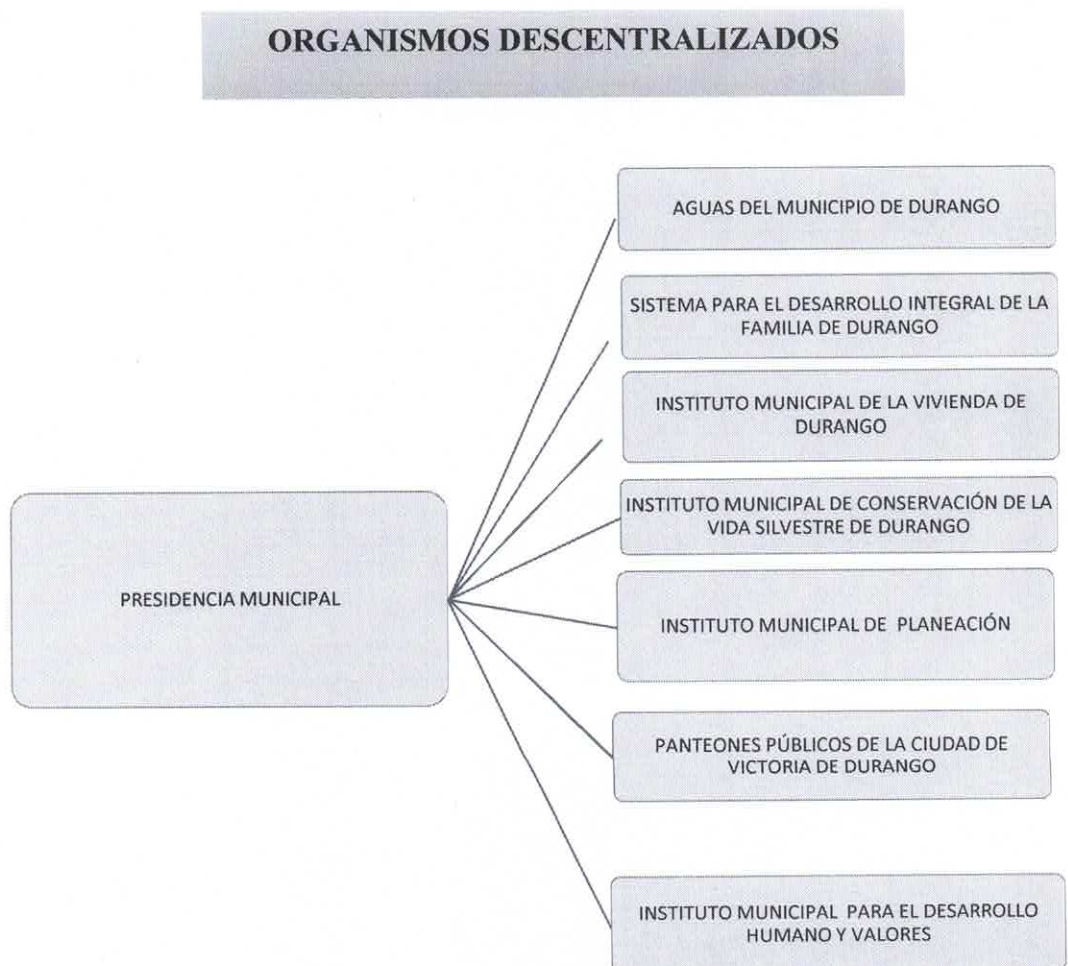 ORGANISMOS DESCENTRALIZADOS
AGUAS DEL MUNICIPIO DE DURANGO
SISTEMA PARA EL DESARROLLO INTEGRAL DE LA
FAMILIA DE DURANGO
INSTITUTO MUNICIPAL DE LA VIVIENDA DE
DURANGO
INSTITUTO MUNICIPAL DE CONSERVACIÓN DE LA
VIDA SILVESTRE DE DURANGO
PRESIDENCIA MUNICIPAL
INSTITUTO MUNICIPAL DE PLANEACIÓN
PANTEONES PÚBLICOS DE LA CIUDAD DE
VICTORIA DE DURANGO
INSTITUTO MUNICIPAL PARA EL DESARROLLO
HUMANO Y VALORES